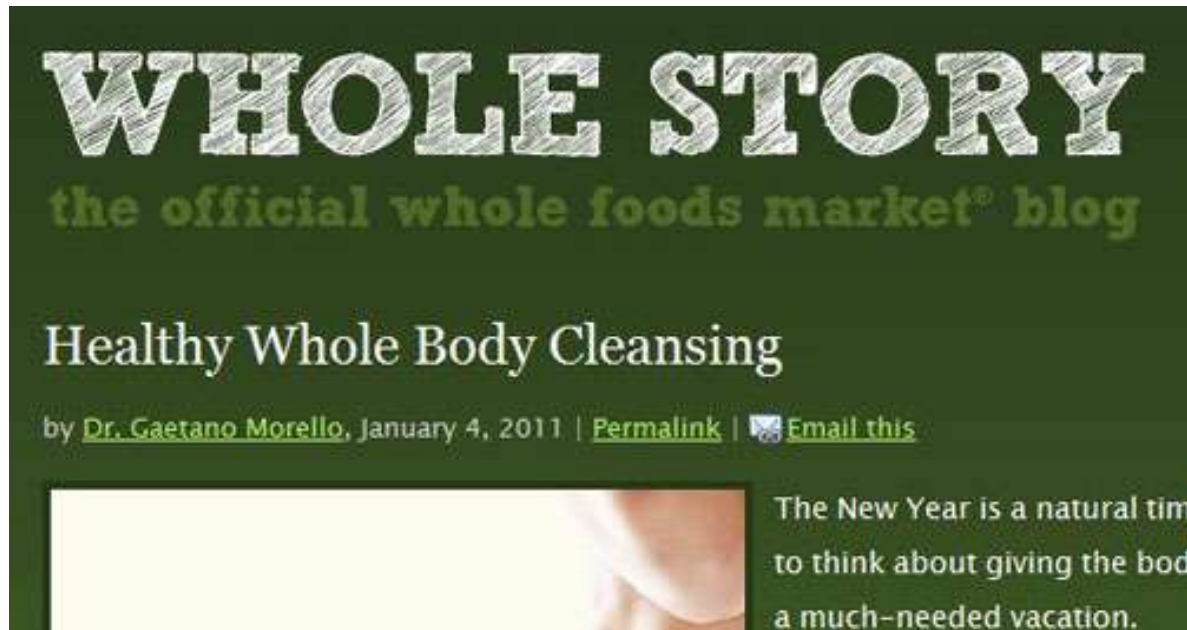 WHOLE STORY
the official whole foods market® blog
Healthy Whole Body Cleansing
by Dr. Gaetano Morello, January 4, 2011 | Permalink | Email this
The New Year is a natural tim
to think about giving the bod
a much-needed vacation.